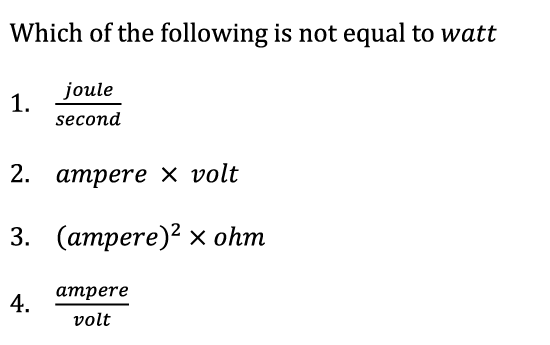 Which of the following is not equal to watt
1. joule/second
2. ampere × volt
3. (ampere)² × ohm
4. ampere/volt